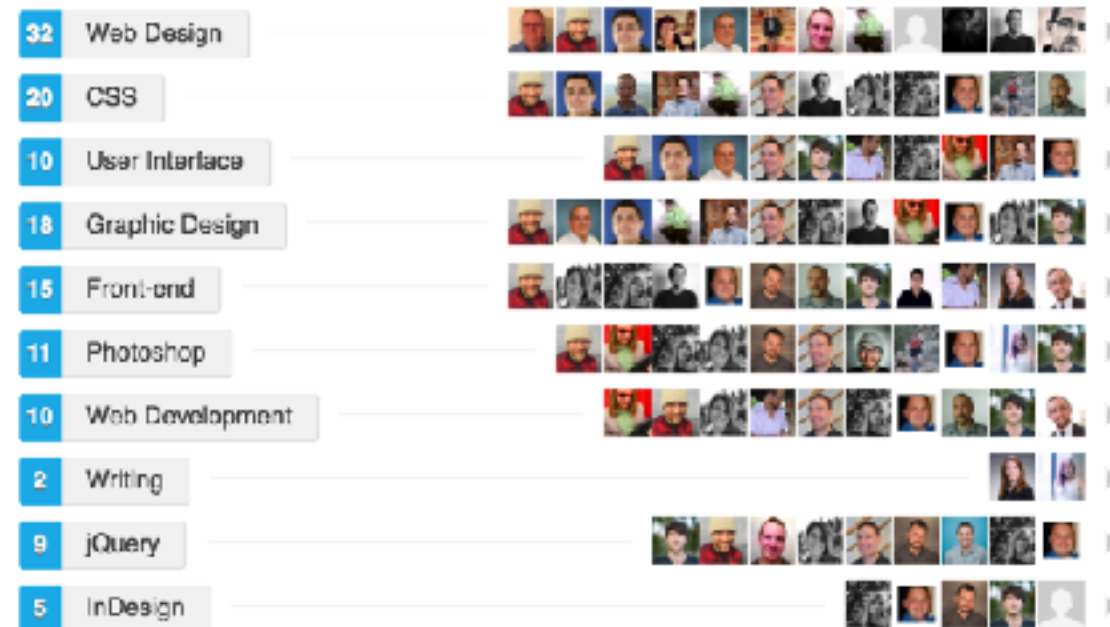 32 Web Design
20 CSS
10 User Interface
18 Graphic Design
15 Front-end
11 Photoshop
10 Web Development
2 Writing
9 jQuery
5 InDesign